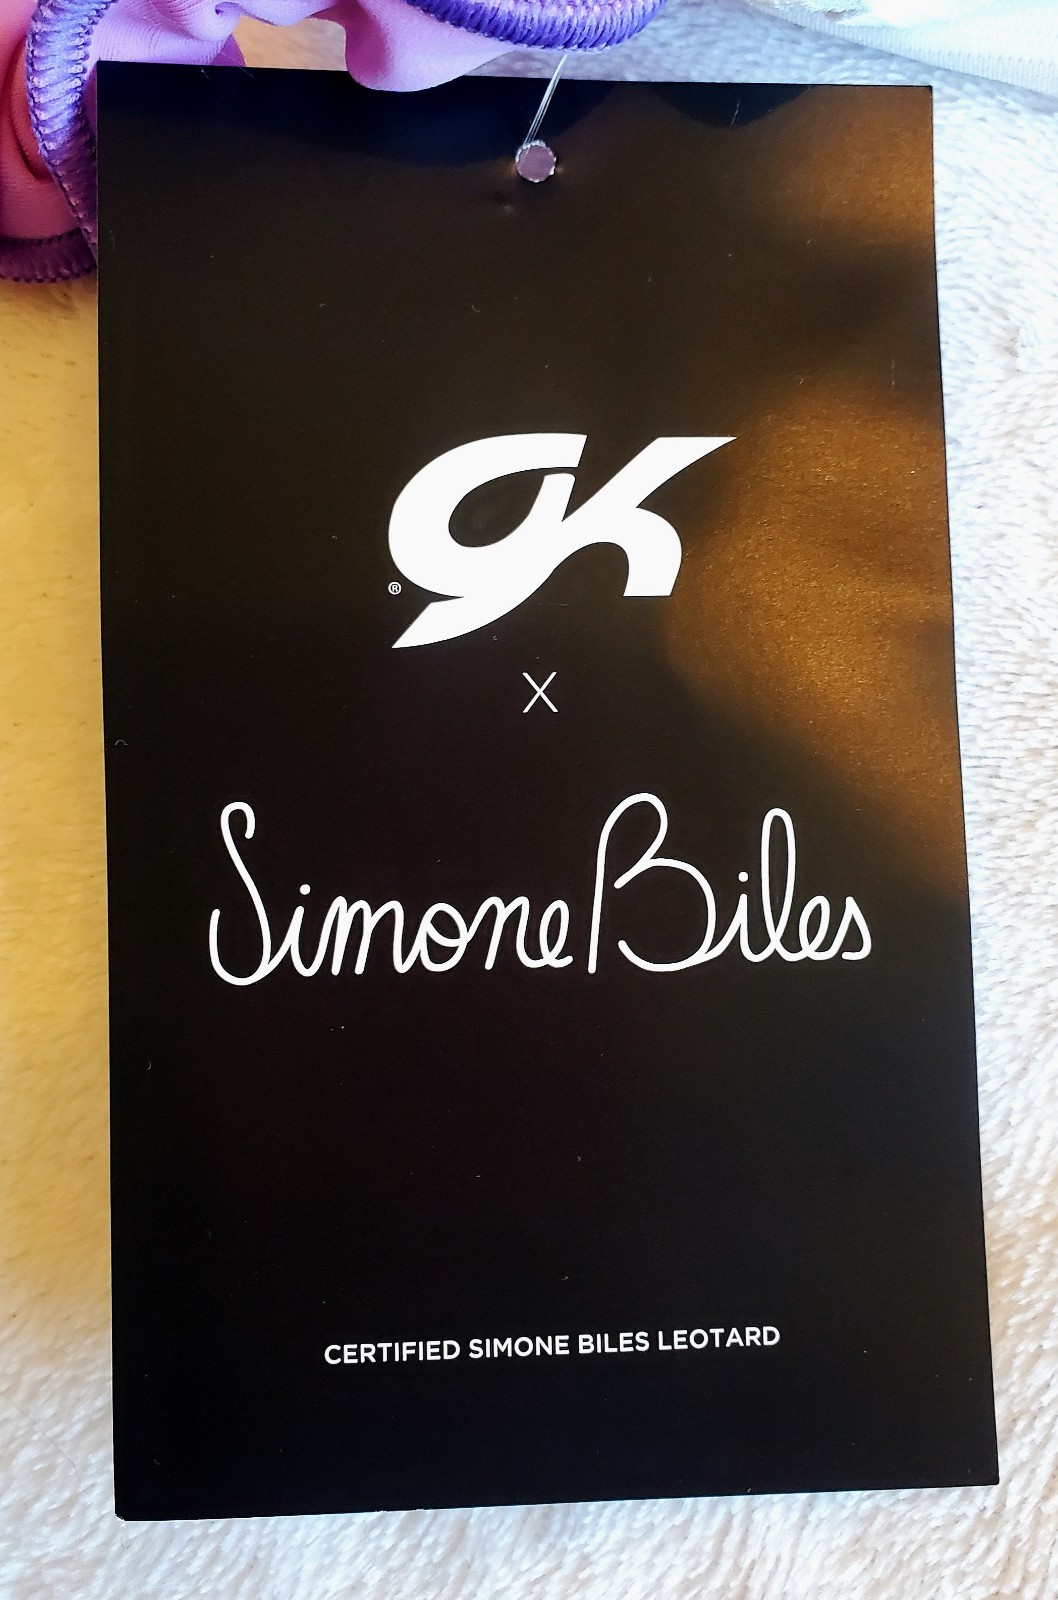 GK
®
X
Simone Biles
CERTIFIED SIMONE BILES LEOTARD